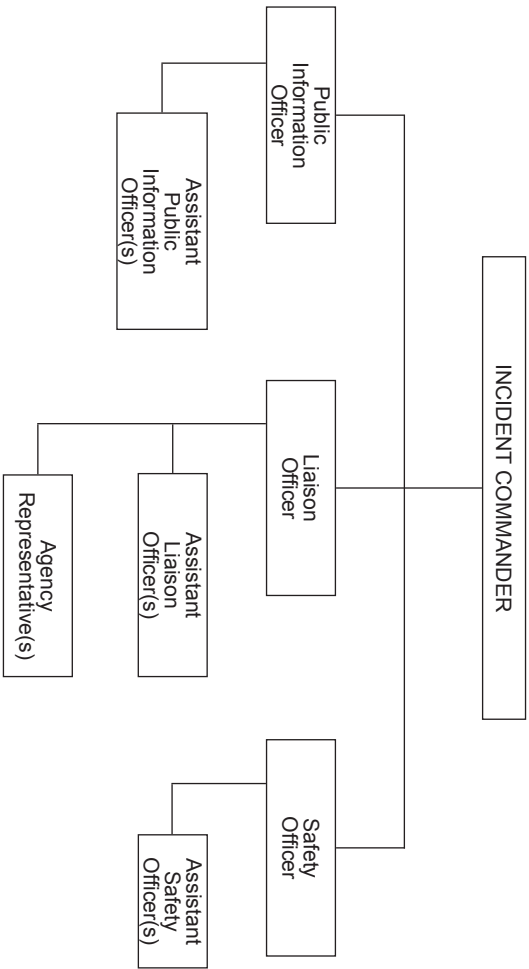 INCIDENT COMMANDER
Public
Information
Officer
Assistant
Public
Information
Officer(s)
Liaison
Officer
Assistant
Liaison
Officer(s)
Agency
Representative(s)
Safety
Officer
Assistant
Safety
Officer(s)